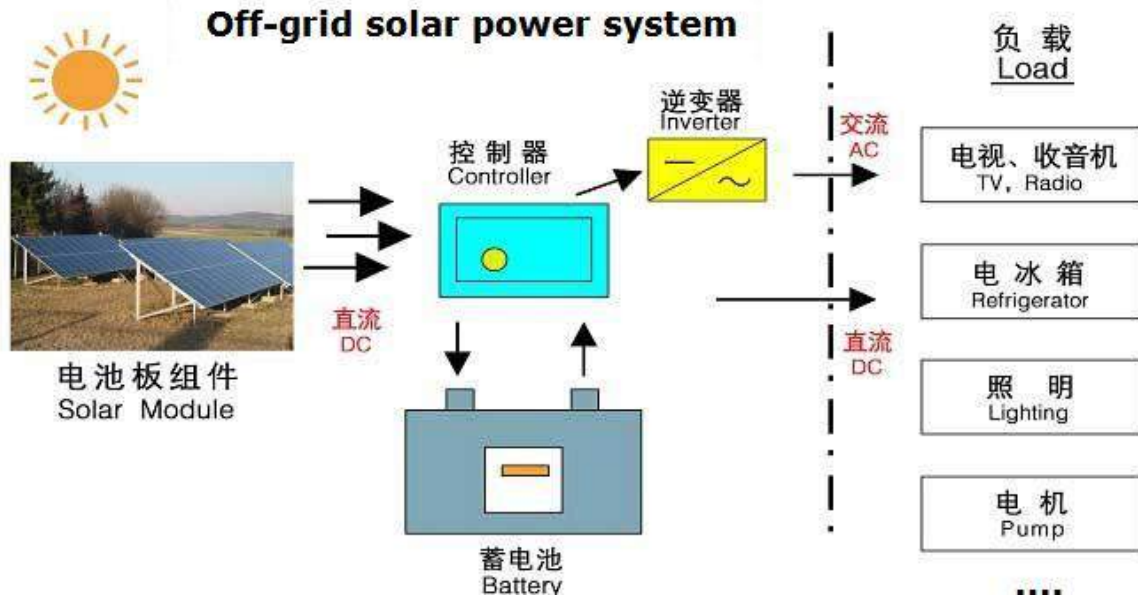 Off-grid solar power system
负 载
Load
逆变器
Inverter
交流
AC
控 制 器
Controller
电视、收音机
TV, Radio
电 冰 箱
Refrigerator
直流
DC
直流
DC
电池板组件
Solar Module
照 明
Lighting
电 机
Pump
蓄电池
Battery
....